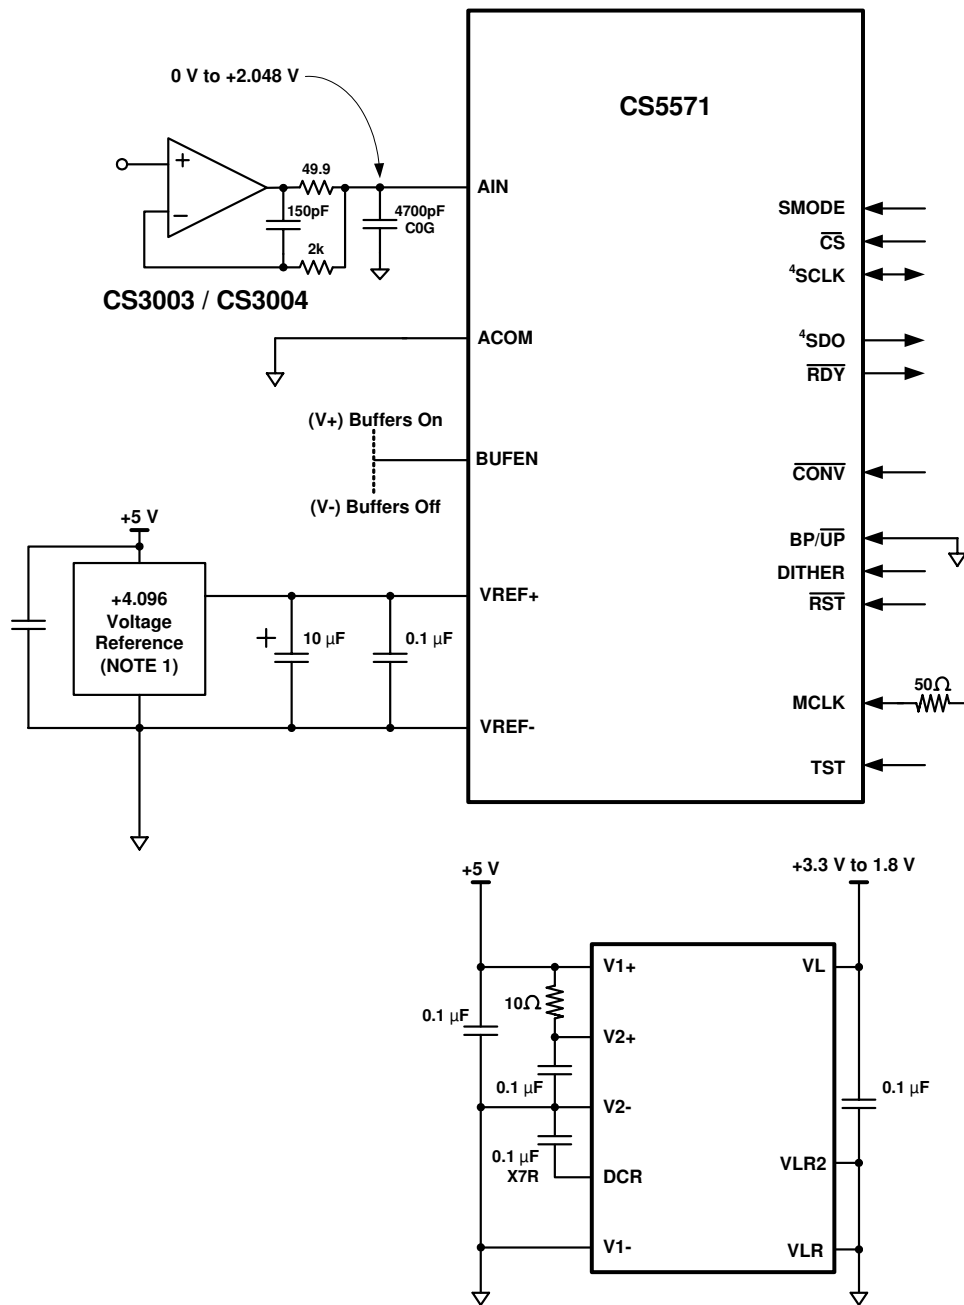 0 V to +2.048 V
CS5571
+
49.9
−
150pF
4700pF
C0G
2k
CS3003 / CS3004
AIN
SMODE
CS
4SCLK
ACOM
4SDO
RDY
(V+) Buffers On
BUFEN
CONV
(V-) Buffers Off
+5 V
BP/UP
DITHER
+4.096
Voltage
Reference
(NOTE 1)
VREF+
RST
+
10 µF
0.1 µF
50Ω
MCLK
VREF-
TST
+5 V
+3.3 V to 1.8 V
V1+
VL
10Ω
0.1 µF
V2+
0.1 µF
0.1 µF
V2-
0.1 µF
X7R
VLR2
DCR
V1-
VLR